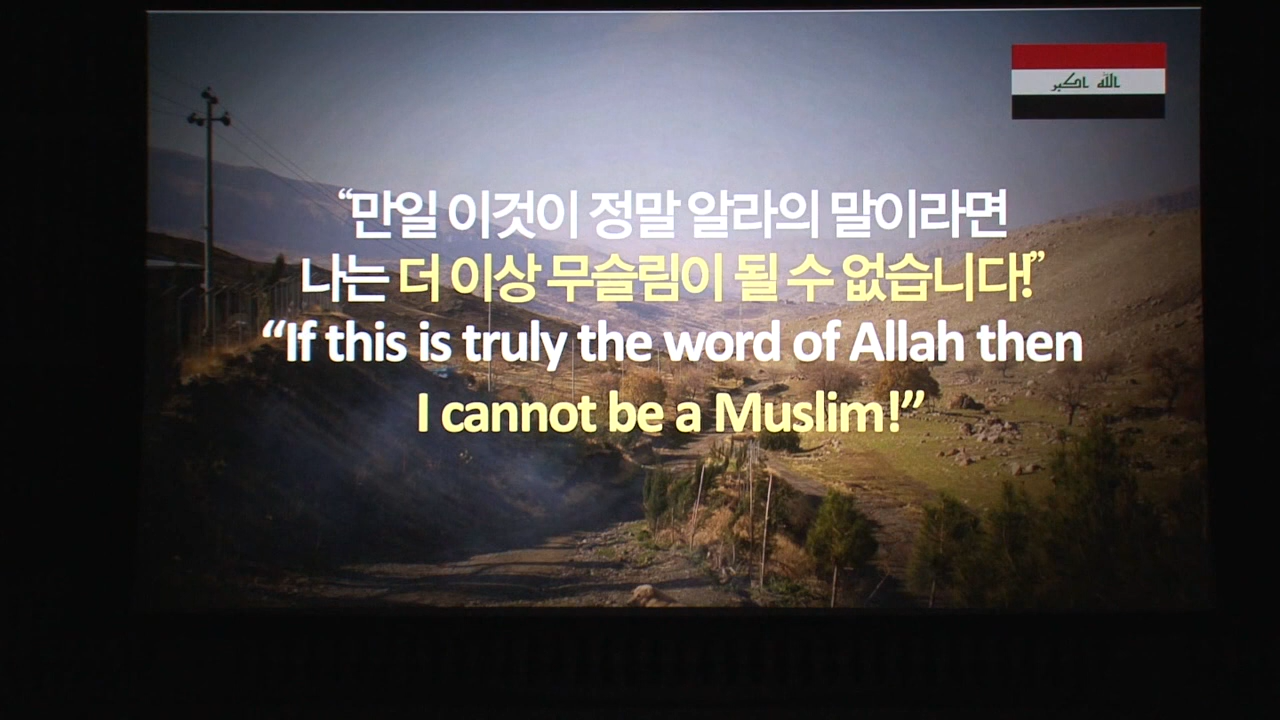 الله اكبر
“만일 이것이 정말 알라의 말이라면
나는 더 이상 무슬림이 될 수 없습니다!”
“If this is truly the word of Allah then
I cannot be a Muslim!”